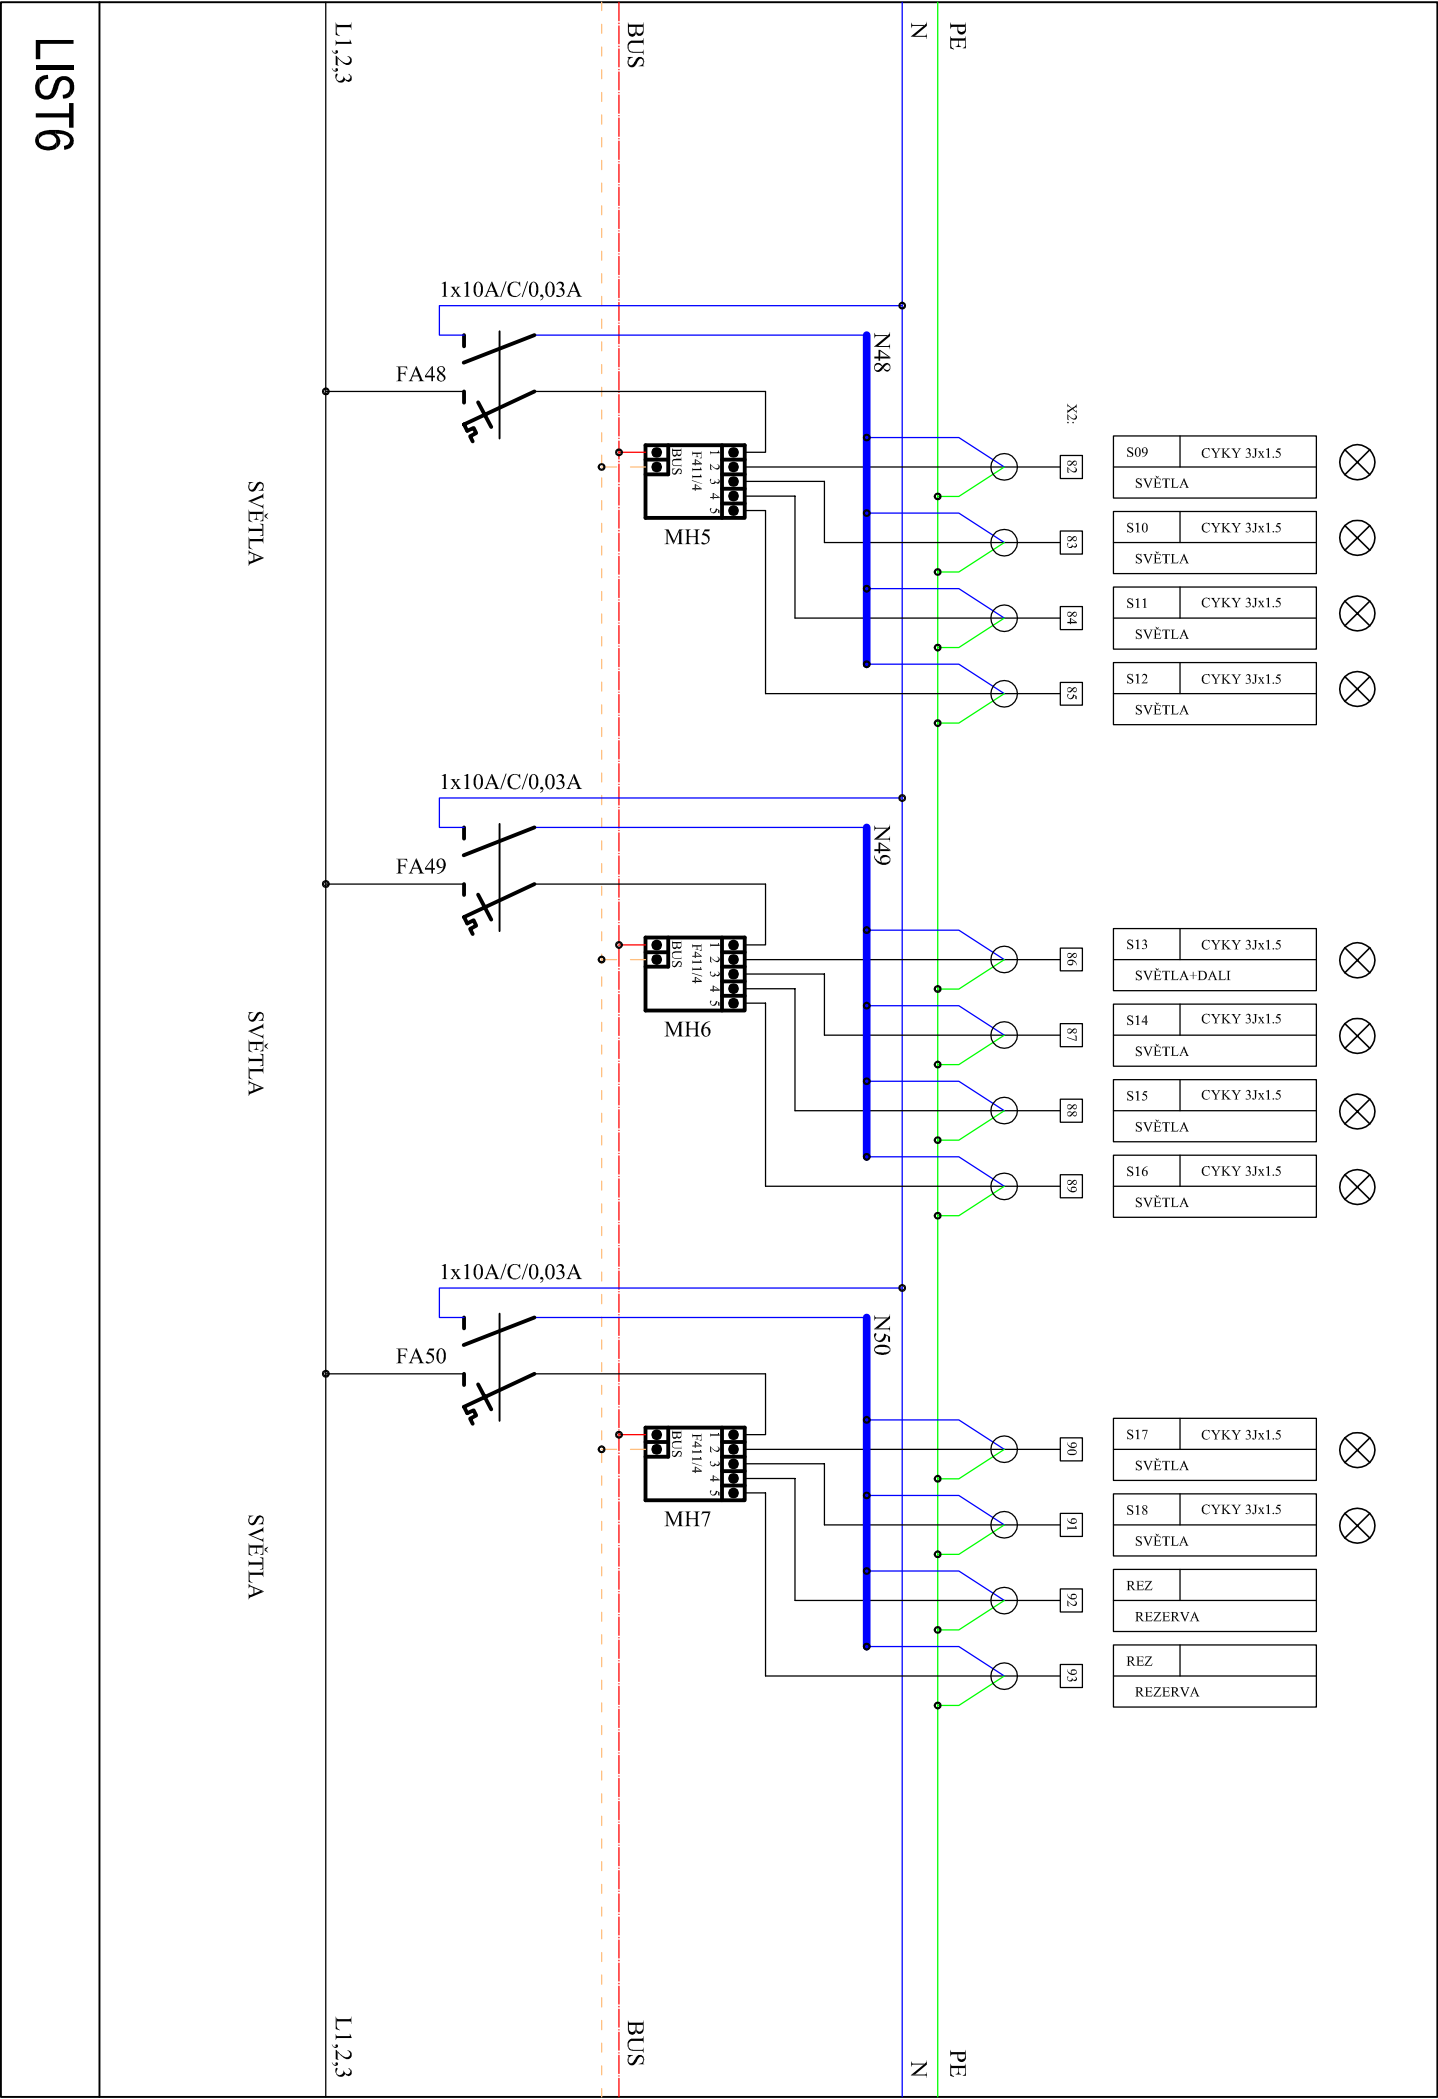 PE
N
BUS
L1,2,3
LIST6
1x10A/C/0,03A
FA48
N48
X2:
1
2
3
4
5
F411/4
BUS
MH5
82
S09
CYKY 3Jx1.5
SVĚTLA
83
S10
CYKY 3Jx1.5
SVĚTLA
84
S11
CYKY 3Jx1.5
SVĚTLA
85
S12
CYKY 3Jx1.5
SVĚTLA
SVĚTLA
1x10A/C/0,03A
FA49
N49
1
2
3
4
5
F411/4
BUS
MH6
86
S13
CYKY 3Jx1.5
SVĚTLA+DALI
87
S14
CYKY 3Jx1.5
SVĚTLA
88
S15
CYKY 3Jx1.5
SVĚTLA
89
S16
CYKY 3Jx1.5
SVĚTLA
SVĚTLA
1x10A/C/0,03A
FA50
N50
1
2
3
4
5
F411/4
BUS
MH7
90
S17
CYKY 3Jx1.5
SVĚTLA
91
S18
CYKY 3Jx1.5
SVĚTLA
92
REZ
REZERVA
93
REZ
REZERVA
SVĚTLA
PE
N
BUS
L1,2,3